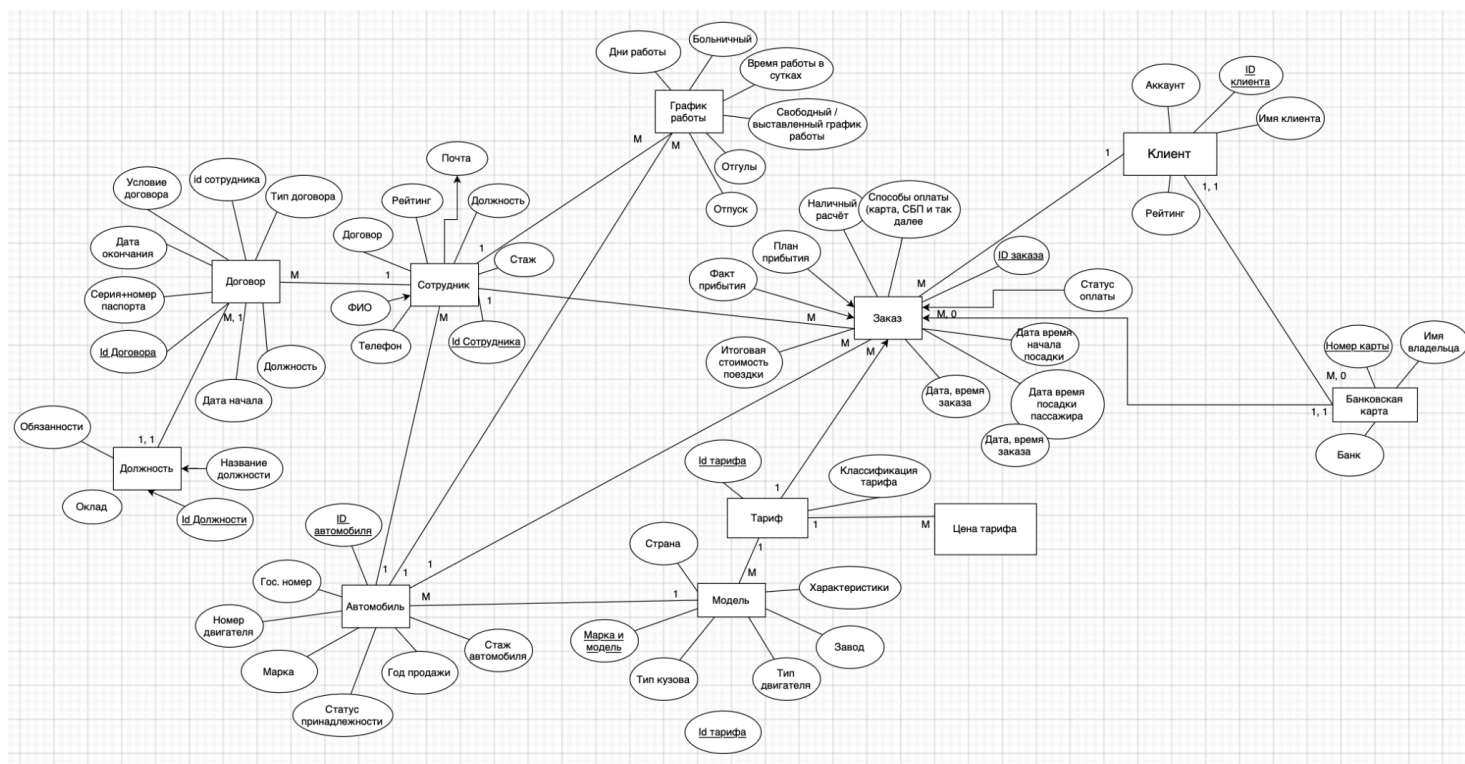 Дни работы
Больничный
Время работы в
сутках
График
работы
Свободный /
выставленный график
работы
Отгулы
Отпуск
M
M
Аккаунт
ID
клиента
Имя клиента
Клиент
Рейтинг
1
1, 1
Почта
Рейтинг
Должность
Договор
Стаж
Сотрудник
ФИО
Телефон
Id Сотрудника
1
1
1
M
Условие
договора
id сотрудника
Тип договора
Дата
окончания
Договор
M
Серия+номер
паспорта
M, 1
Id Договора
Должность
Дата начала
Обязанности
1, 1
Должность
Название
должности
Оклад
Id Должности
Наличный
расчёт
Способы оплаты
(карта, СБП и так
далее
План
прибытия
ID заказа
Факт
прибытия
Статус
оплаты
Заказ
M
M, 0
M
M
M
Итоговая
стоимость
поездки
Дата время
начала
посадки
Дата, время
заказа
Дата время
посадки
пассажира
Дата, время
заказа
Номер карты
Имя
владельца
M, 0
1, 1
Банковская
карта
Банк
Id тарифа
Классификация
тарифа
1
Тариф
1
M
Цена тарифа
1
ID
автомобиля
Гос. номер
1
1
1
Автомобиль
M
Номер
двигателя
Марка
Статус
принадлежности
Год продажи
Стаж
автомобиля
Страна
M
1
Модель
Характеристики
Марка и
модель
Завод
Тип кузова
Тип
двигателя
Id тарифа